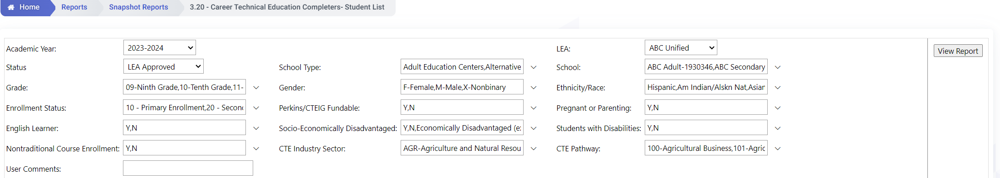 Home Reports Snapshot Reports 3.20 - Career Technical Education Completers- Student List
Academic Year: 2023-2024 LEA: ABC Unified View Report
Status LEA Approved School Type: Adult Education Centers,Alternative School: ABC Adult-1930346,ABC Secondary
Grade: 09-Ninth Grade,10-Tenth Grade,11- Gender: F-Female,M-Male,X-Nonbinary Ethnicity/Race: Hispanic,Am Indian/Alskn Nat,Asian
Enrollment Status: 10 - Primary Enrollment,20 - Second Perkins/CTEIG Fundable: Y,N Pregnant or Parenting: Y,N
English Learner: Y,N Socio-Economically Disadvantaged: Y,N,Economically Disadvantaged (ex Students with Disabilities: Y,N
Nontraditional Course Enrollment: Y,N CTE Industry Sector: AGR-Agriculture and Natural Resou CTE Pathway: 100-Agricultural Business,101-Agric
User Comments: